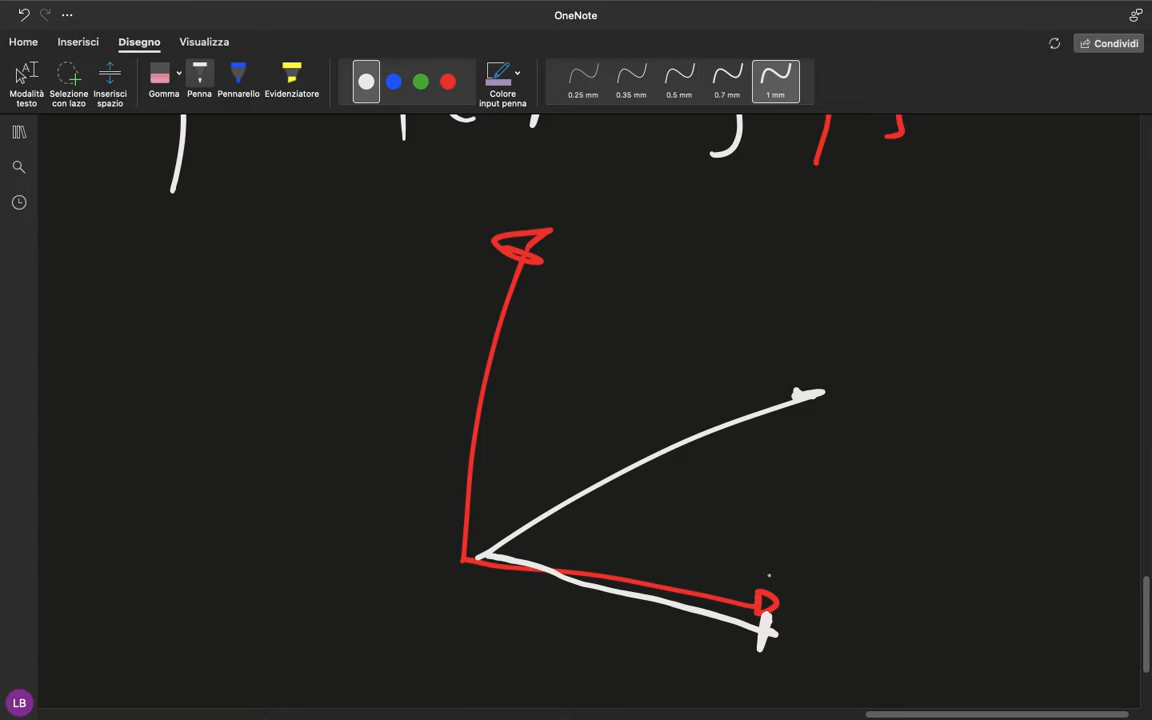 OneNote
Home Inserisci Disegno Visualizza
Condividi
Modalità testo
Selezione con lazo
Inserisci spazio
Gomma
Penna
Pennarello
Evidenziatore
Colore input penna
0.25 mm
0.35 mm
0.5 mm
0.7 mm
1 mm
LB